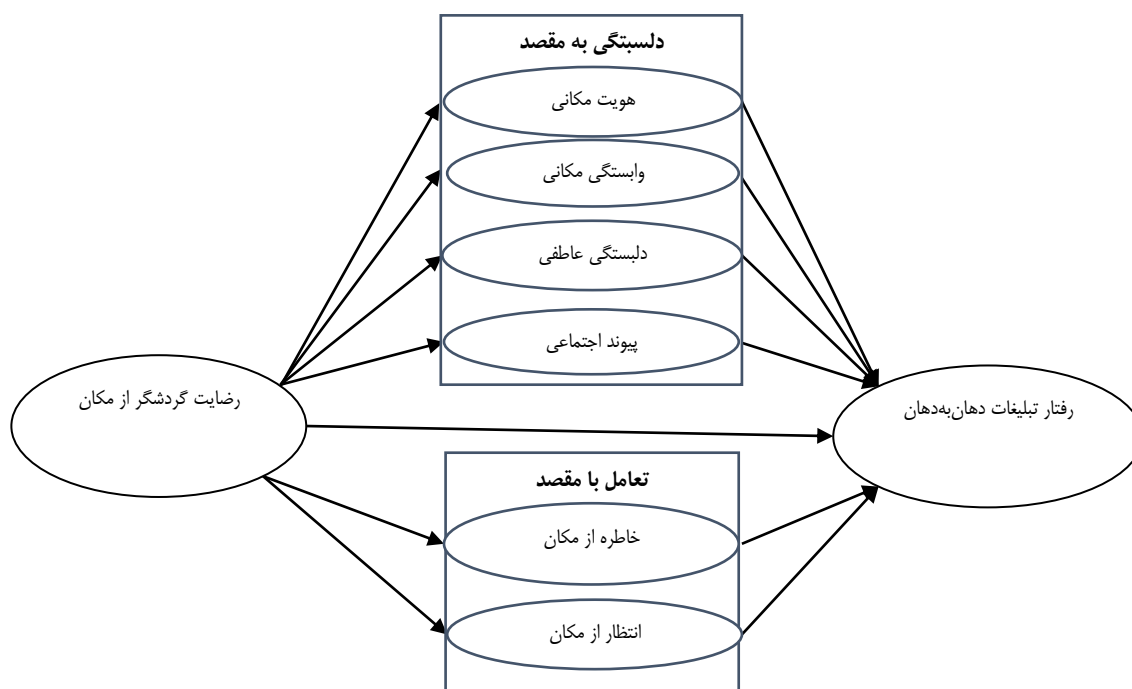 دلسبتگی به مقصد
هویت مکانی
وابستگی مکانی
دلبستگی عاطفی
پیوند اجتماعی
رضایت گردشگر از مکان
رفتار تبلیغات دهان‌به‌دهان
تعامل با مقصد
خاطره از مکان
انتظار از مکان